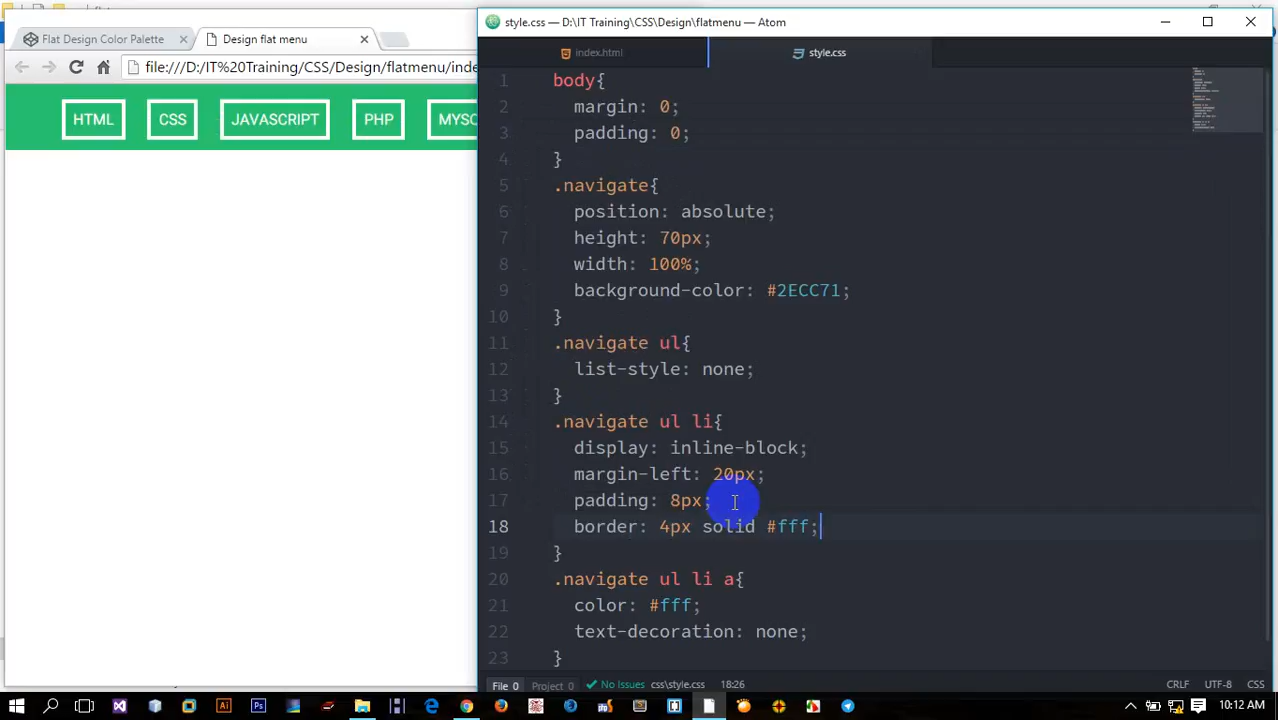 style.css — D:\IT Training\CSS\Design\flatmenu — Atom
Flat Design Color Palette
Design flat menu
index.html
style.css
file:///D:/IT%20Training/CSS/Design/flatmenu/inde
HTML
CSS
JAVASCRIPT
PHP
1 body{
2 margin: 0;
3 padding: 0;
4 }
5 .navigate{
6 position: absolute;
7 height: 70px;
8 width: 100%;
9 background-color: #2ECC71;
10 }
11 .navigate ul{
12 list-style: none;
13 }
14 .navigate ul li{
15 display: inline-block;
16 margin-left: 20px;
17 padding: 8px;
18 border: 4px solid #fff;
19 }
20 .navigate ul li a{
21 color: #fff;
22 text-decoration: none;
23 }
File 0
Project 0
No Issues
css\style.css
18:26
CRLF
UTF-8
CSS
10:12 AM